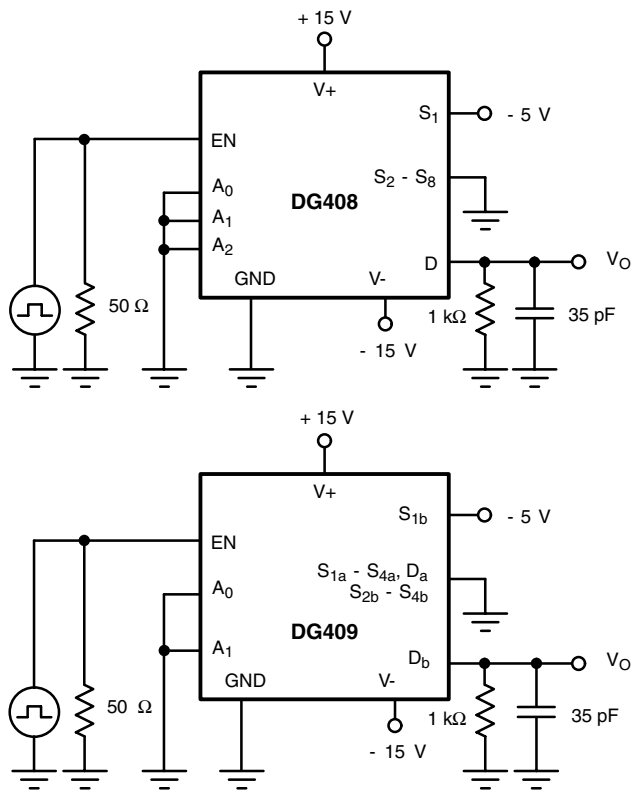 + 15 V
V+
S1
- 5 V
EN
S2 - S8
A0
DG408
A1
A2
D
VO
GND
V-
50 Ω
1 kΩ
35 pF
- 15 V
+ 15 V
V+
S1b
- 5 V
EN
S1a - S4a, Da
A0
S2b - S4b
DG409
A1
Db
VO
GND
V-
50 Ω
1 kΩ
35 pF
- 15 V